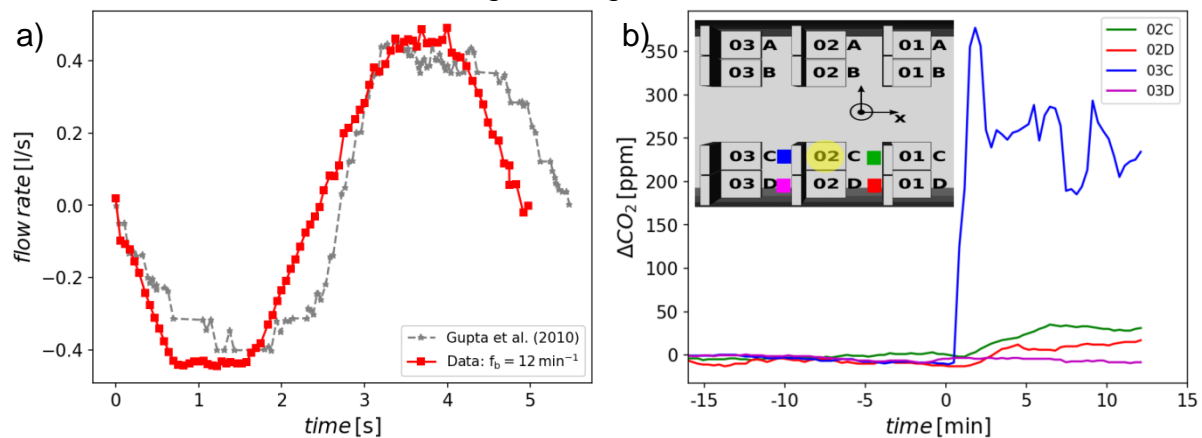 a)
flow rate [l/s]
0.4
0.2
0.0
−0.2
−0.4
0 1 2 3 4 5
time [s]
Gupta et al. (2010)
Data: f_b = 12 min⁻¹
b)
ΔCO₂ [ppm]
350
300
250
200
150
100
50
0
-15 -10 -5 0 5 10 15
time [min]
03 A 02 A 01 A
03 B 02 B 01 B
x
03 C 02 C 01 C
03 D 02 D 01 D
02C
02D
03C
03D